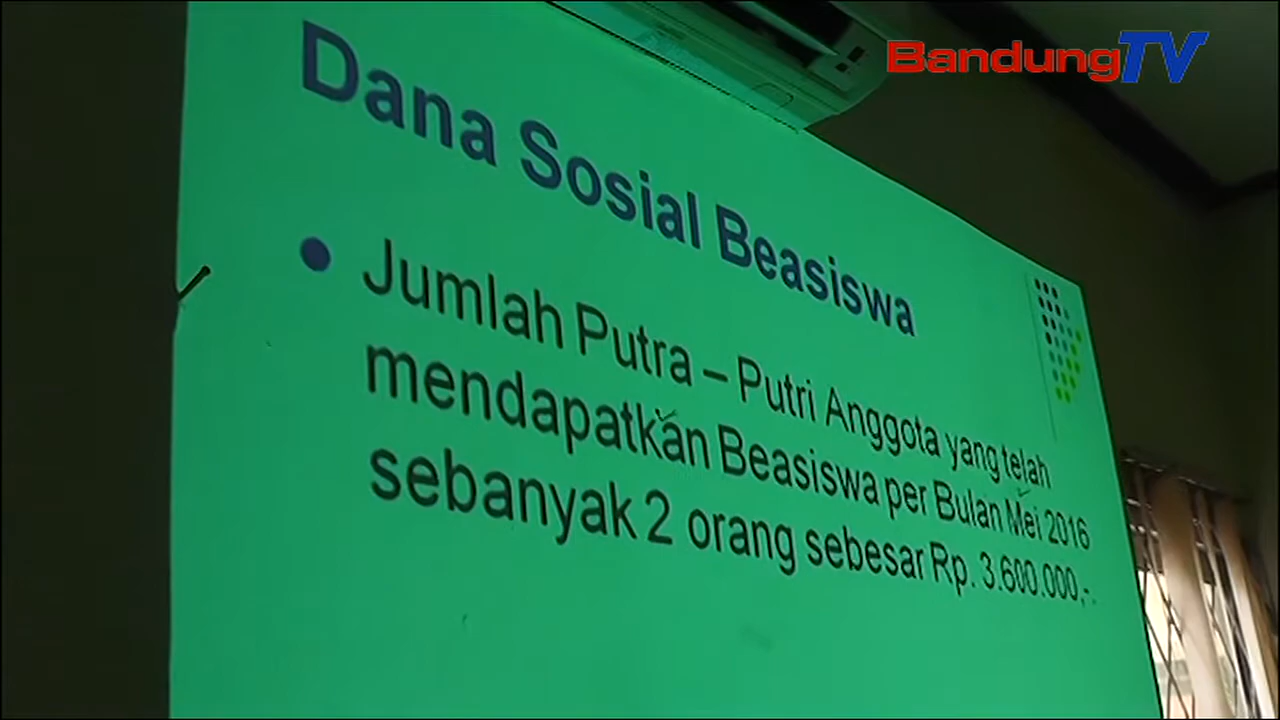 BandungTV
Dana Sosial Beasiswa
Jumlah Putra – Putri Anggota yang telah
mendapatkan Beasiswa per Bulan Mei 2016
sebanyak 2 orang sebesar Rp. 3.600.000,-.